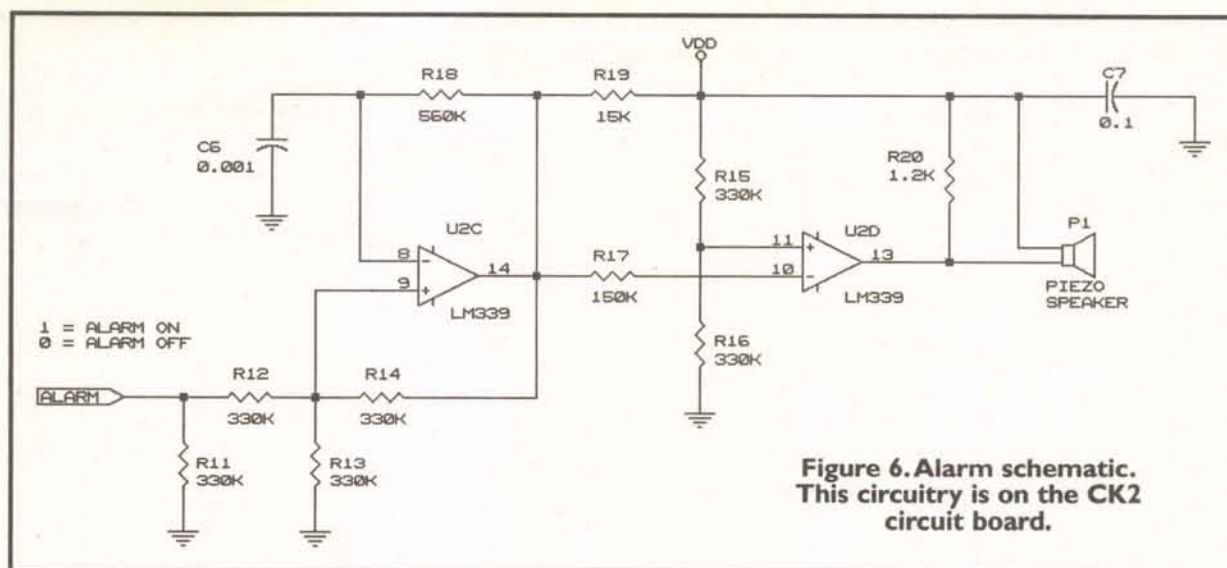 VDD
R18
560K
R19
15K
C7
0.1
C6
0.001
R15
330K
R20
1.2K
U2C
8
-
9
+
14
LM339
R17
150K
U2D
11
+
10
-
13
LM339
P1
PIEZO
SPEAKER
R16
330K
1 = ALARM ON
0 = ALARM OFF
ALARM
R12
330K
R14
330K
R11
330K
R13
330K
Figure 6. Alarm schematic.
This circuitry is on the CK2
circuit board.